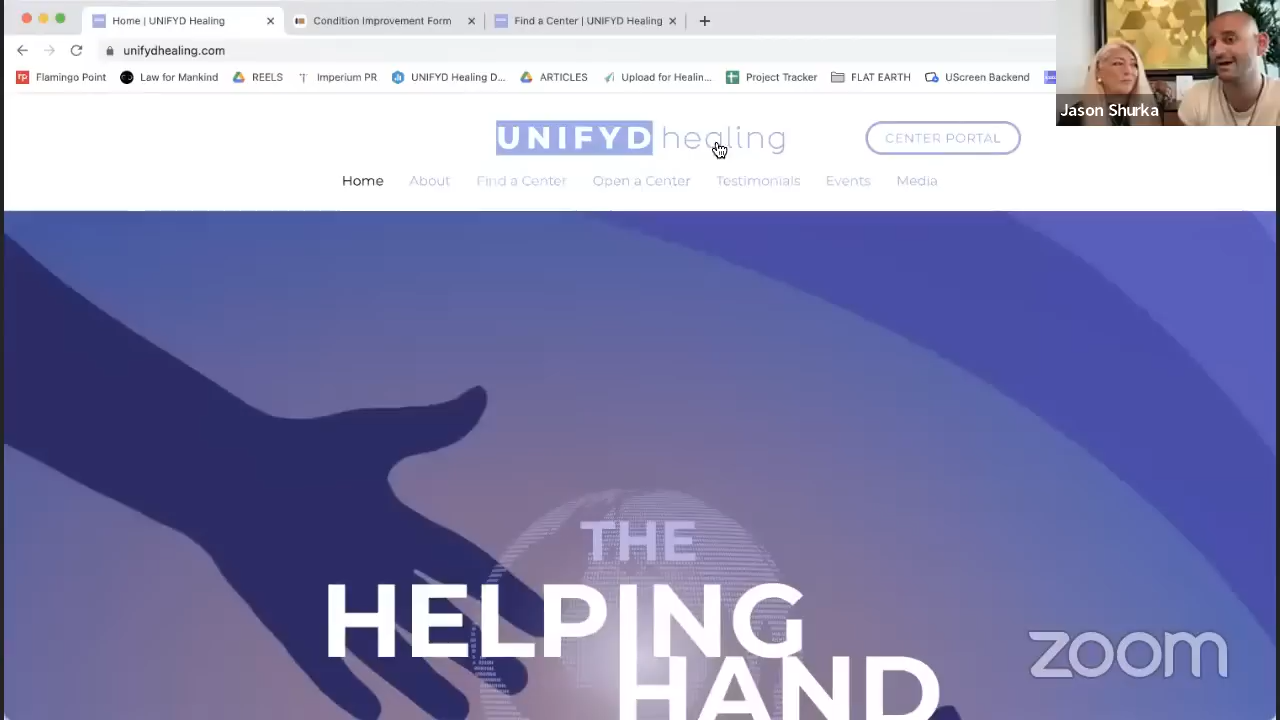 Home | UNIFYD Healing
Condition Improvement Form
Find a Center | UNIFYD Healing
unifydhealing.com
Flamingo Point
Law for Mankind
REELS
Imperium PR
UNIFYD Healing D...
ARTICLES
Upload for Healin...
Project Tracker
FLAT EARTH
UScreen Backend
Jason Shurka
UNIFYD healing
CENTER PORTAL
Home
About
Find a Center
Open a Center
Testimonials
Events
Media
THE
HELPING
HAND
zoom